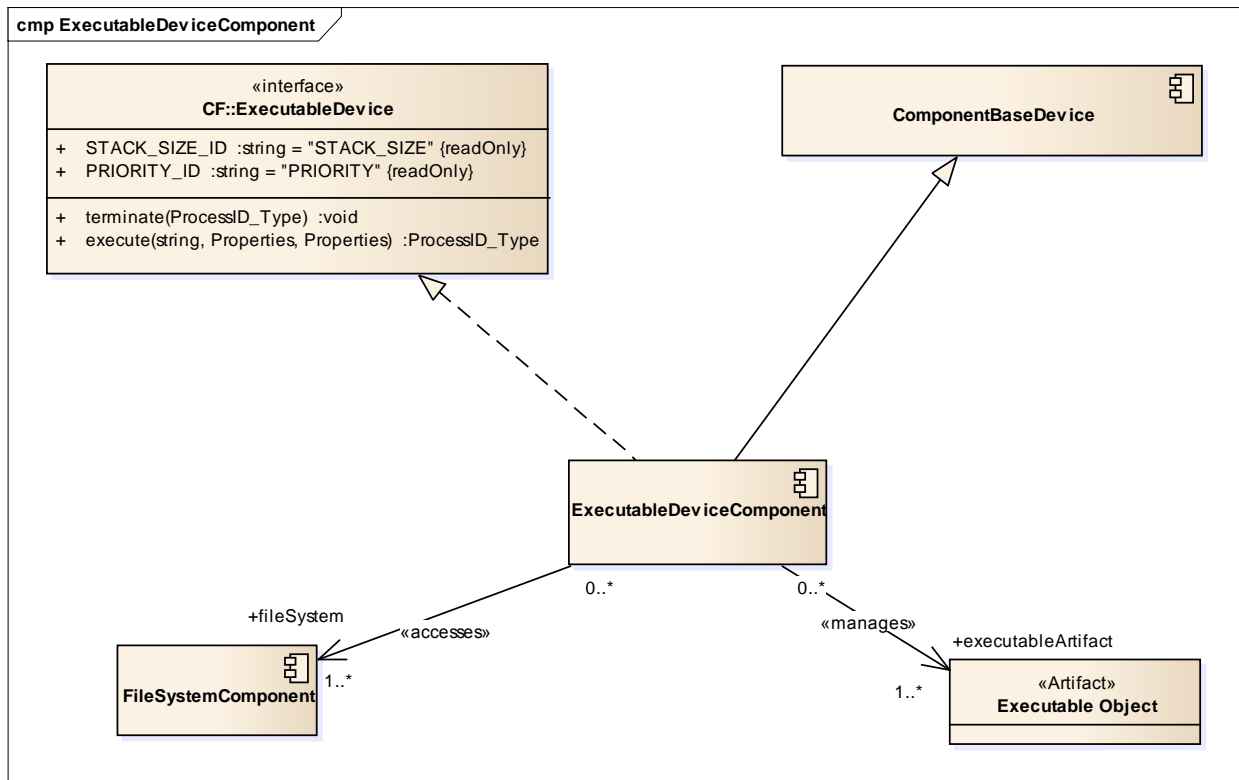 cmp ExecutableDeviceComponent
«interface»
CF::ExecutableDevice
+ STACK_SIZE_ID :string = "STACK_SIZE" {readOnly}
+ PRIORITY_ID :string = "PRIORITY" {readOnly}
+ terminate(ProcessID_Type) :void
+ execute(string, Properties, Properties) :ProcessID_Type
ComponentBaseDevice
ExecutableDeviceComponent
0..*
0..*
+fileSystem
«accesses»
«manages»
+executableArtifact
FileSystemComponent
1..*
1..*
«Artifact»
Executable Object